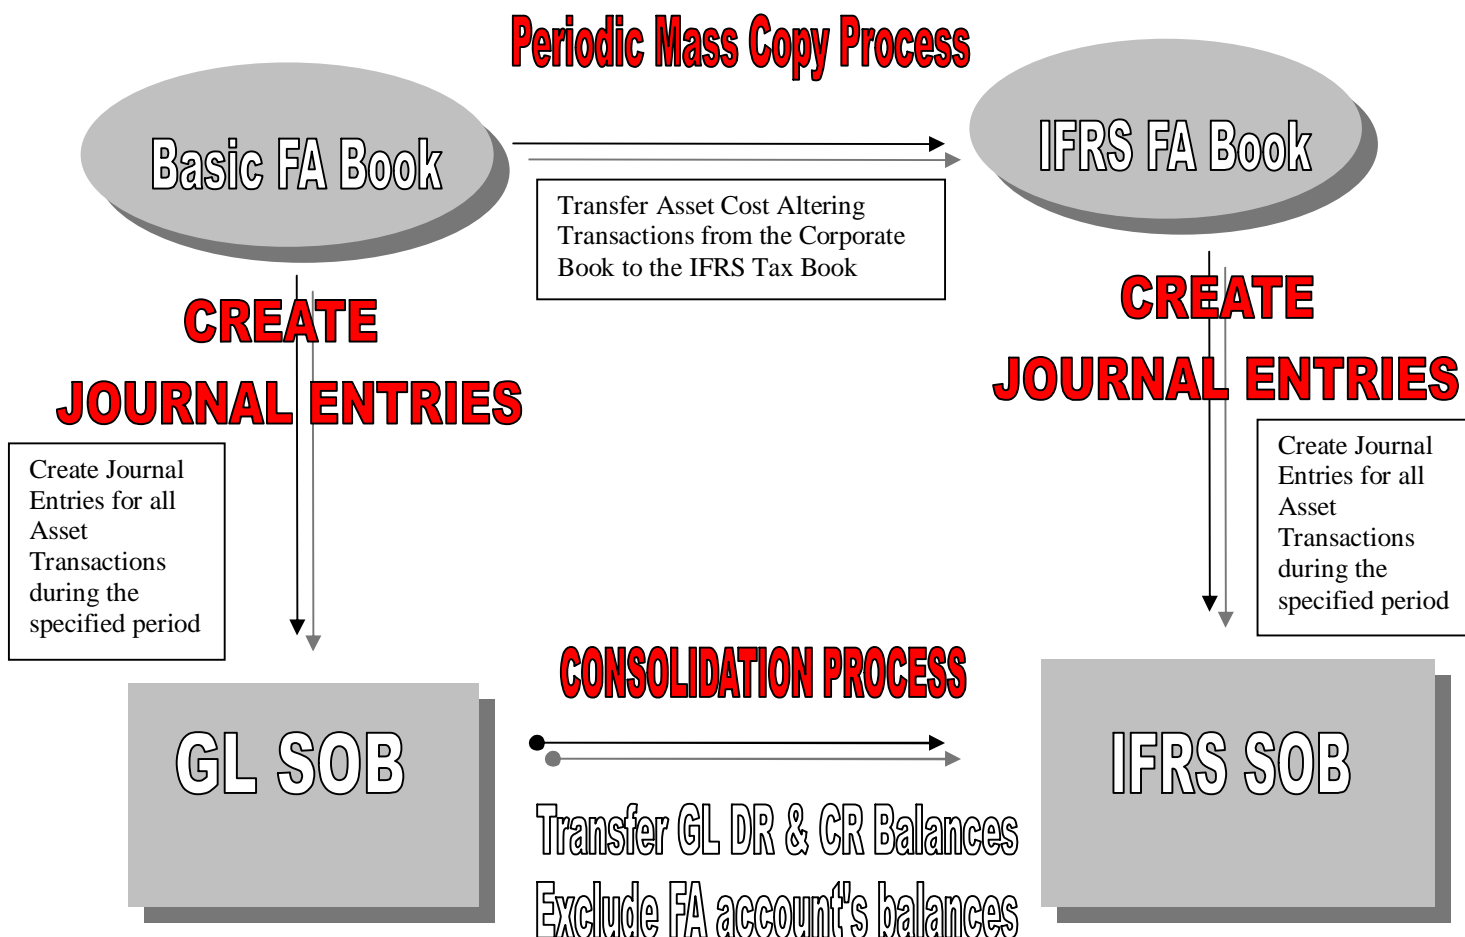 Periodic Mass Copy Process
Basic FA Book
IFRS FA Book
Transfer Asset Cost Altering
Transactions from the Corporate
Book to the IFRS Tax Book
CREATE
JOURNAL ENTRIES
CREATE
JOURNAL ENTRIES
Create Journal
Entries for all
Asset
Transactions
during the
specified period
Create Journal
Entries for all
Asset
Transactions
during the
specified period
CONSOLIDATION PROCESS
GL SOB
IFRS SOB
Transfer GL DR & CR Balances
Exclude FA account's balances